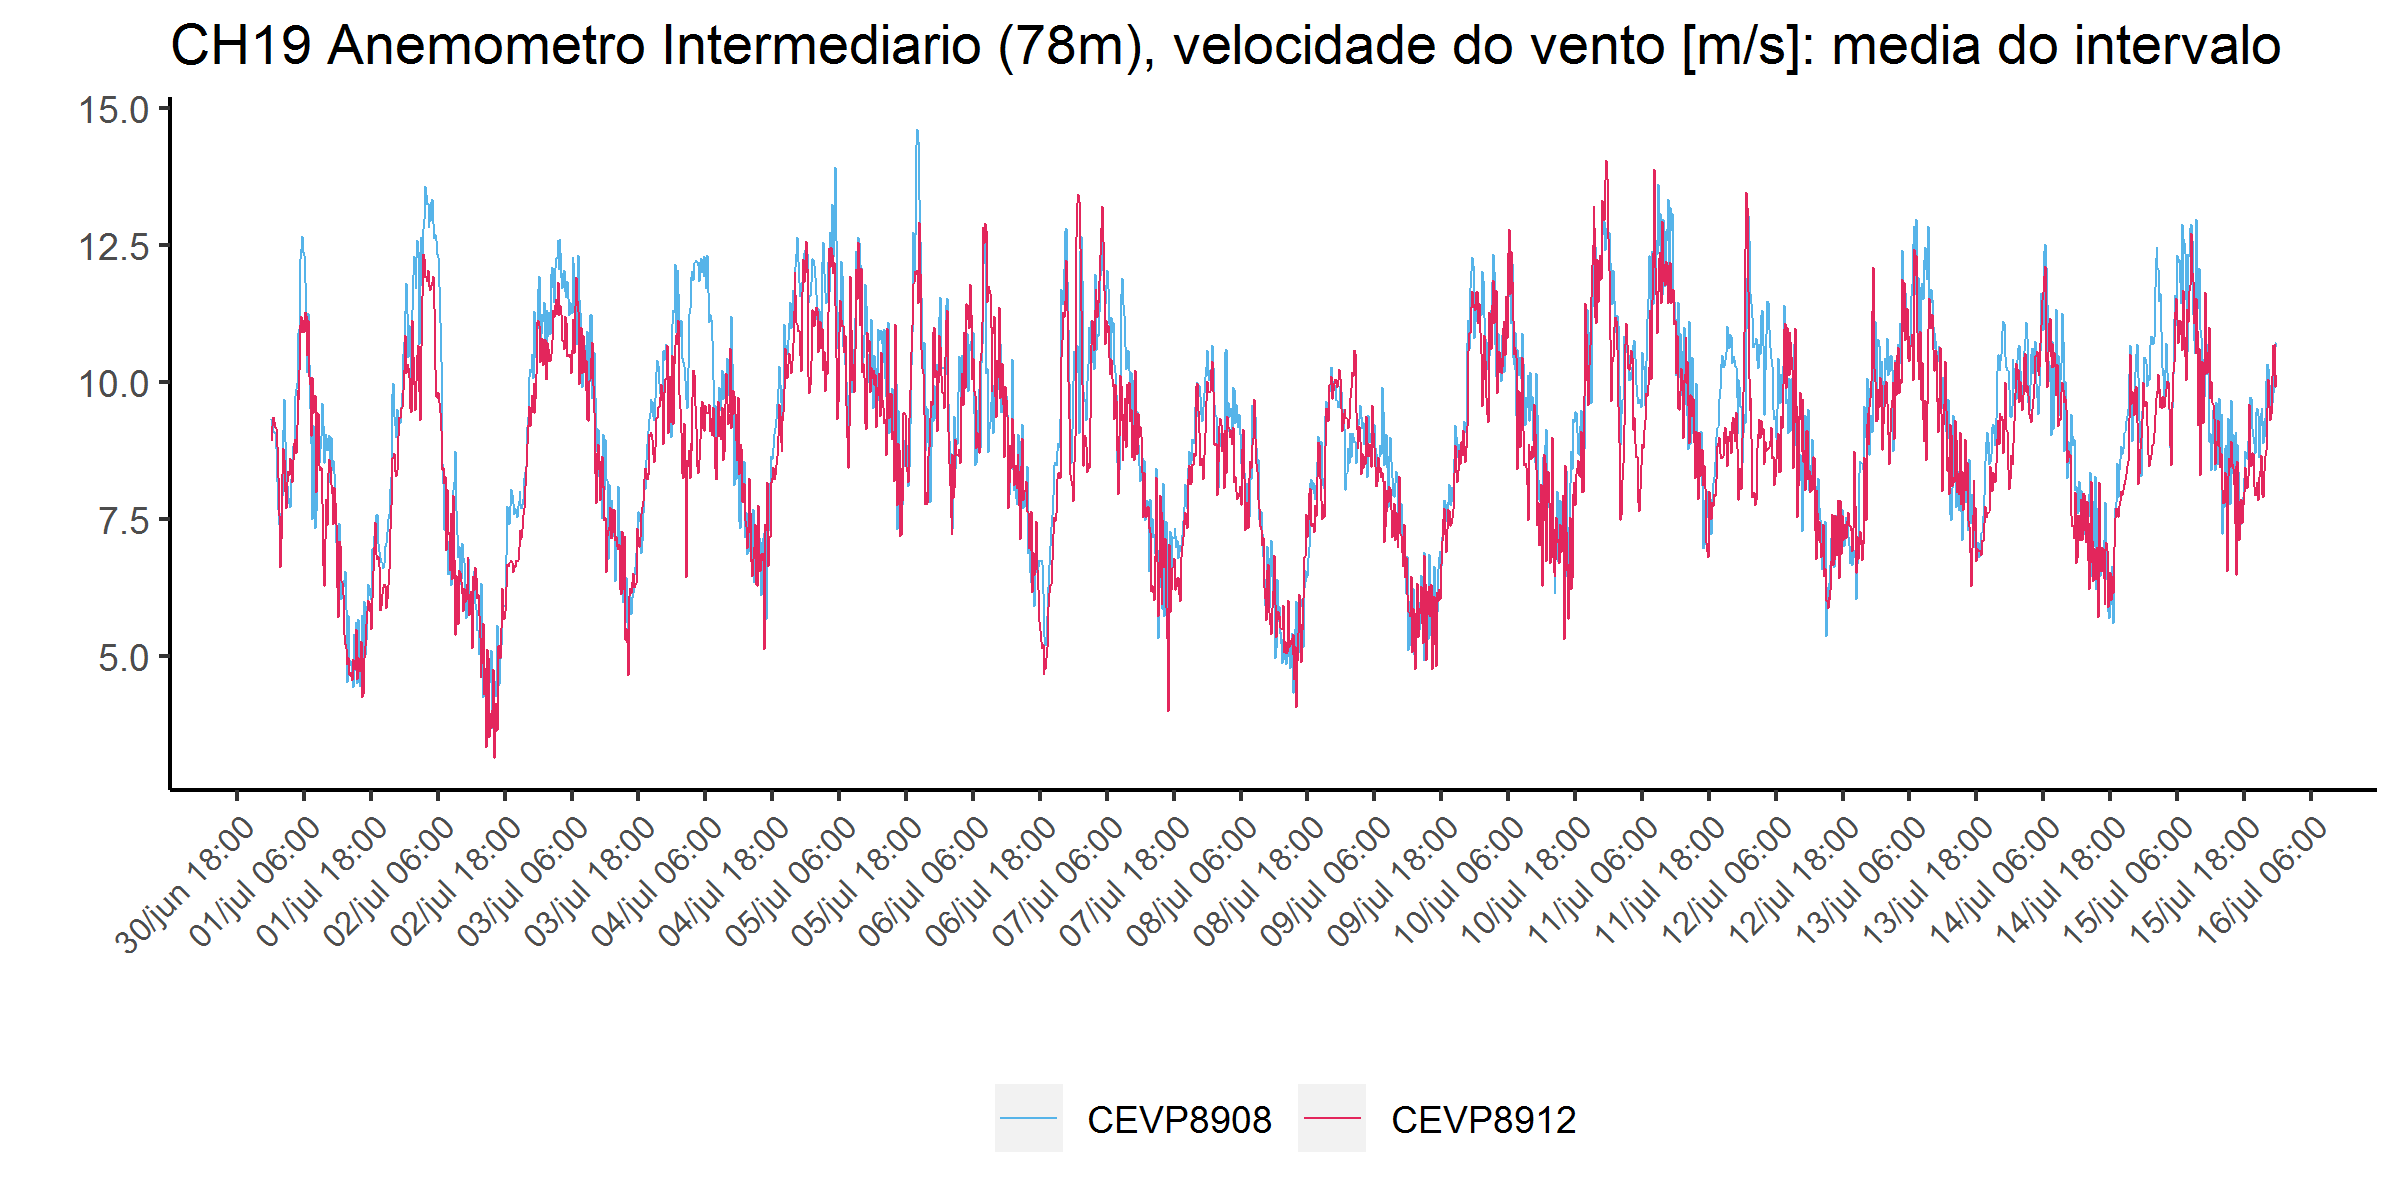 CH19 Anemometro Intermediario (78m), velocidade do vento [m/s]: media do intervalo
15.0
12.5
10.0
7.5
5.0
30/jun 18:00
01/jul 06:00
01/jul 18:00
02/jul 06:00
02/jul 18:00
03/jul 06:00
03/jul 18:00
04/jul 06:00
04/jul 18:00
05/jul 06:00
05/jul 18:00
06/jul 06:00
06/jul 18:00
07/jul 06:00
07/jul 18:00
08/jul 06:00
08/jul 18:00
09/jul 06:00
09/jul 18:00
10/jul 06:00
10/jul 18:00
11/jul 06:00
11/jul 18:00
12/jul 06:00
12/jul 18:00
13/jul 06:00
13/jul 18:00
14/jul 06:00
14/jul 18:00
15/jul 06:00
15/jul 18:00
16/jul 06:00
CEVP8908
CEVP8912